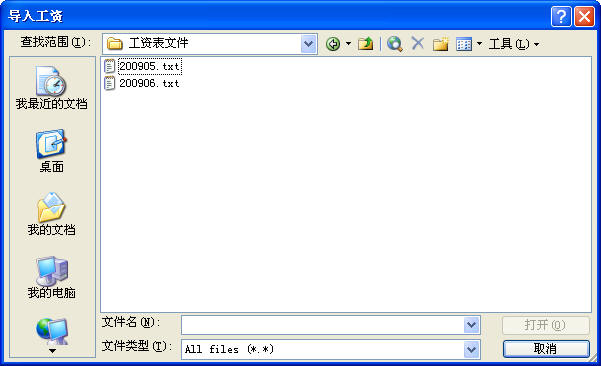 导入工资
查找范围(I): 工资表文件 工具(L)
200905.txt
200906.txt
我最近的文档
桌面
我的文档
我的电脑
文件名(N): 打开(O)
文件类型(T): All files (*.*) 取消